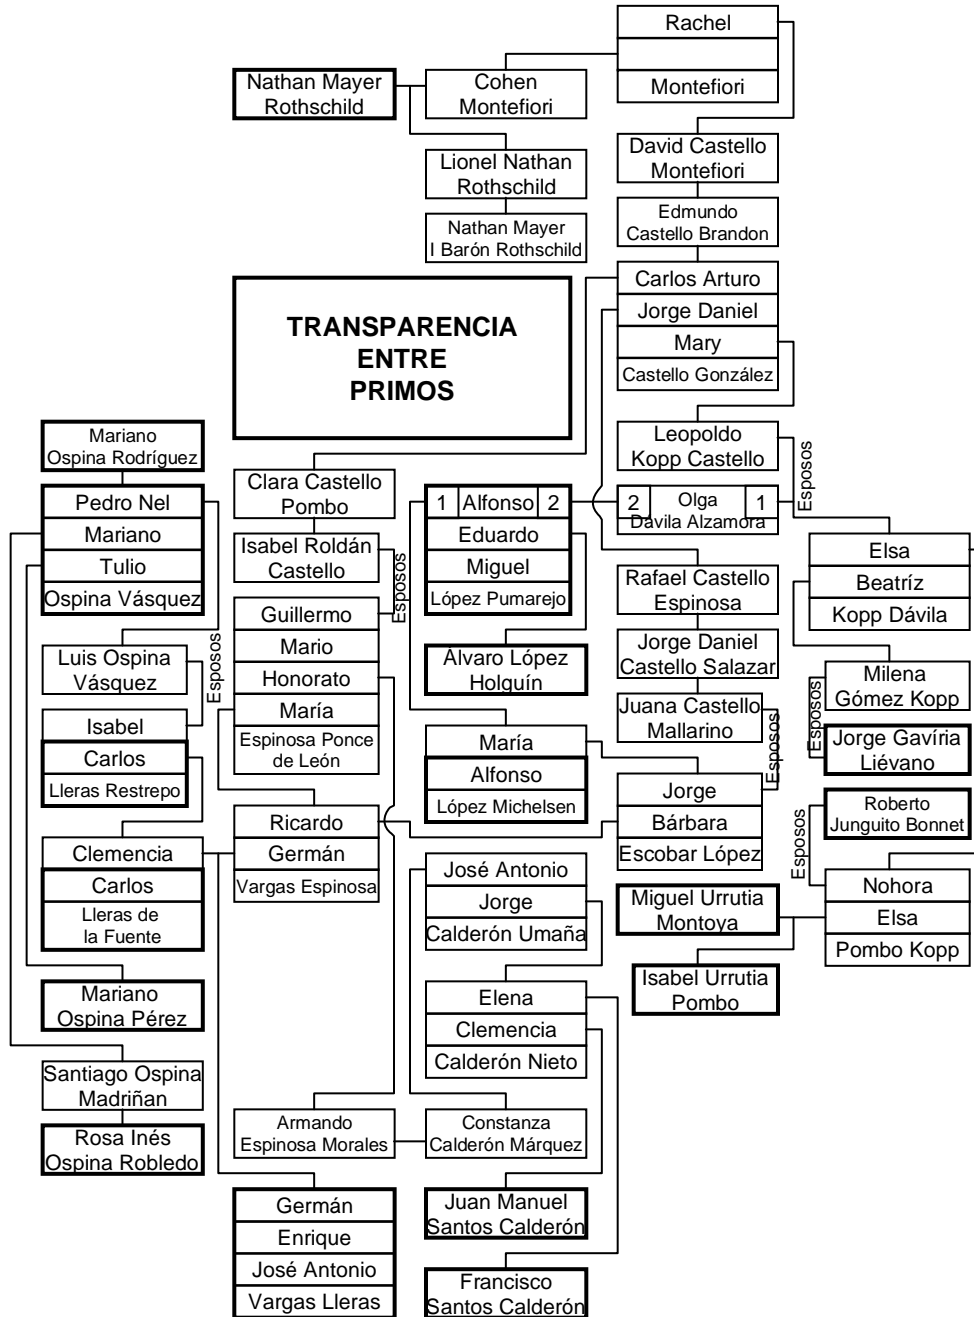 Rachel
Montefiori
Nathan Mayer
Rothschild
Cohen
Montefiori
Lionel Nathan
Rothschild
Nathan Mayer
I Barón Rothschild
David Castello
Montefiori
Edmundo
Castello Brandon
Carlos Arturo
Jorge Daniel
Mary
Castello González
TRANSPARENCIA
ENTRE
PRIMOS
Leopoldo
Kopp Castello
Esposos
Mariano
Ospina Rodríguez
Pedro Nel
Mariano
Tulio
Ospina Vásquez
Clara Castello
Pombo
Isabel Roldán
Castello
Esposos
1 Alfonso 2
Eduardo
Miguel
López Pumarejo
2 Olga 1
Dávila Alzamora
Elsa
Beatríz
Kopp Dávila
Rafael Castello
Espinosa
Jorge Daniel
Castello Salazar
Juana Castello
Mallarino
Esposos
Luis Ospina
Vásquez
Esposos
Guillermo
Mario
Honorato
María
Espinosa Ponce
de León
Álvaro López
Holguín
Milena
Gómez Kopp
Esposos
Jorge Gavíria
Liévano
Isabel
Carlos
Lleras Restrepo
María
Alfonso
López Michelsen
Jorge
Bárbara
Escobar López
Roberto
Junguito Bonnet
Esposos
Clemencia
Carlos
Lleras de
la Fuente
Ricardo
Germán
Vargas Espinosa
José Antonio
Jorge
Calderón Umaña
Nohora
Elsa
Pombo Kopp
Miguel Urrutia
Montoya
Isabel Urrutia
Pombo
Mariano
Ospina Pérez
Elena
Clemencia
Calderón Nieto
Santiago Ospina
Madriñan
Rosa Inés
Ospina Robledo
Armando
Espinosa Morales
Constanza
Calderón Márquez
Germán
Enrique
José Antonio
Vargas Lleras
Juan Manuel
Santos Calderón
Francisco
Santos Calderón